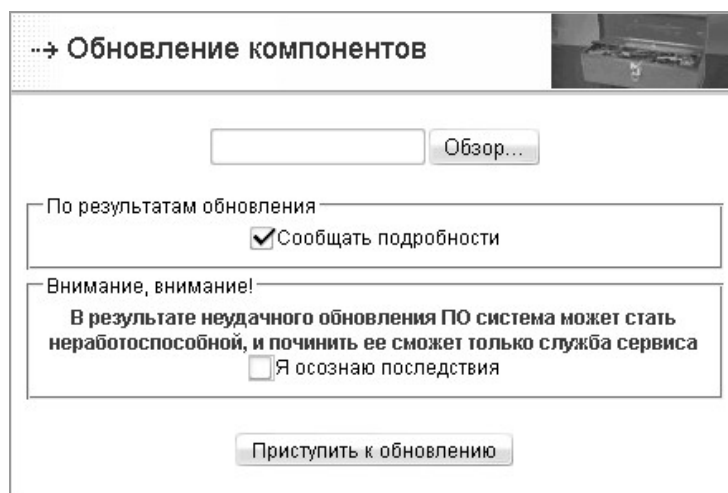 Обновление компонентов
Обзор...
По результатам обновления
Сообщать подробности
Внимание, внимание!
В результате неудачного обновления ПО система может стать
неработоспособной, и починить ее сможет только служба сервиса
Я осознаю последствия
Приступить к обновлению